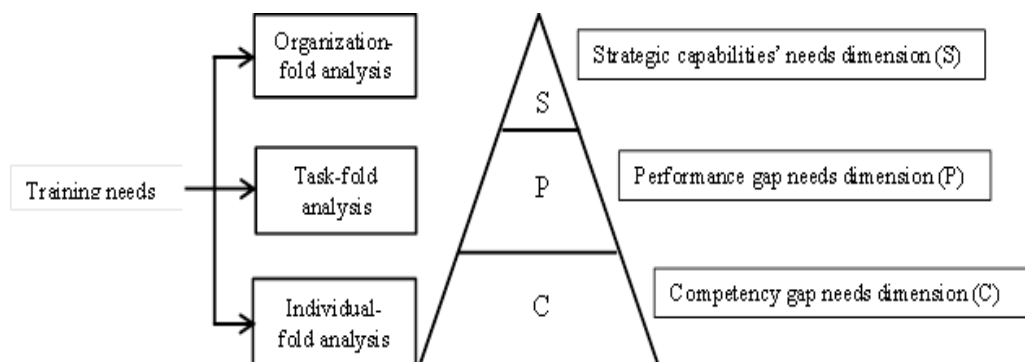 Organization-
fold analysis
Strategic capabilities' needs dimension (S)
S
Training needs
Task-fold
analysis
P
Performance gap needs dimension (P)
Individual-
fold analysis
C
Competency gap needs dimension (C)